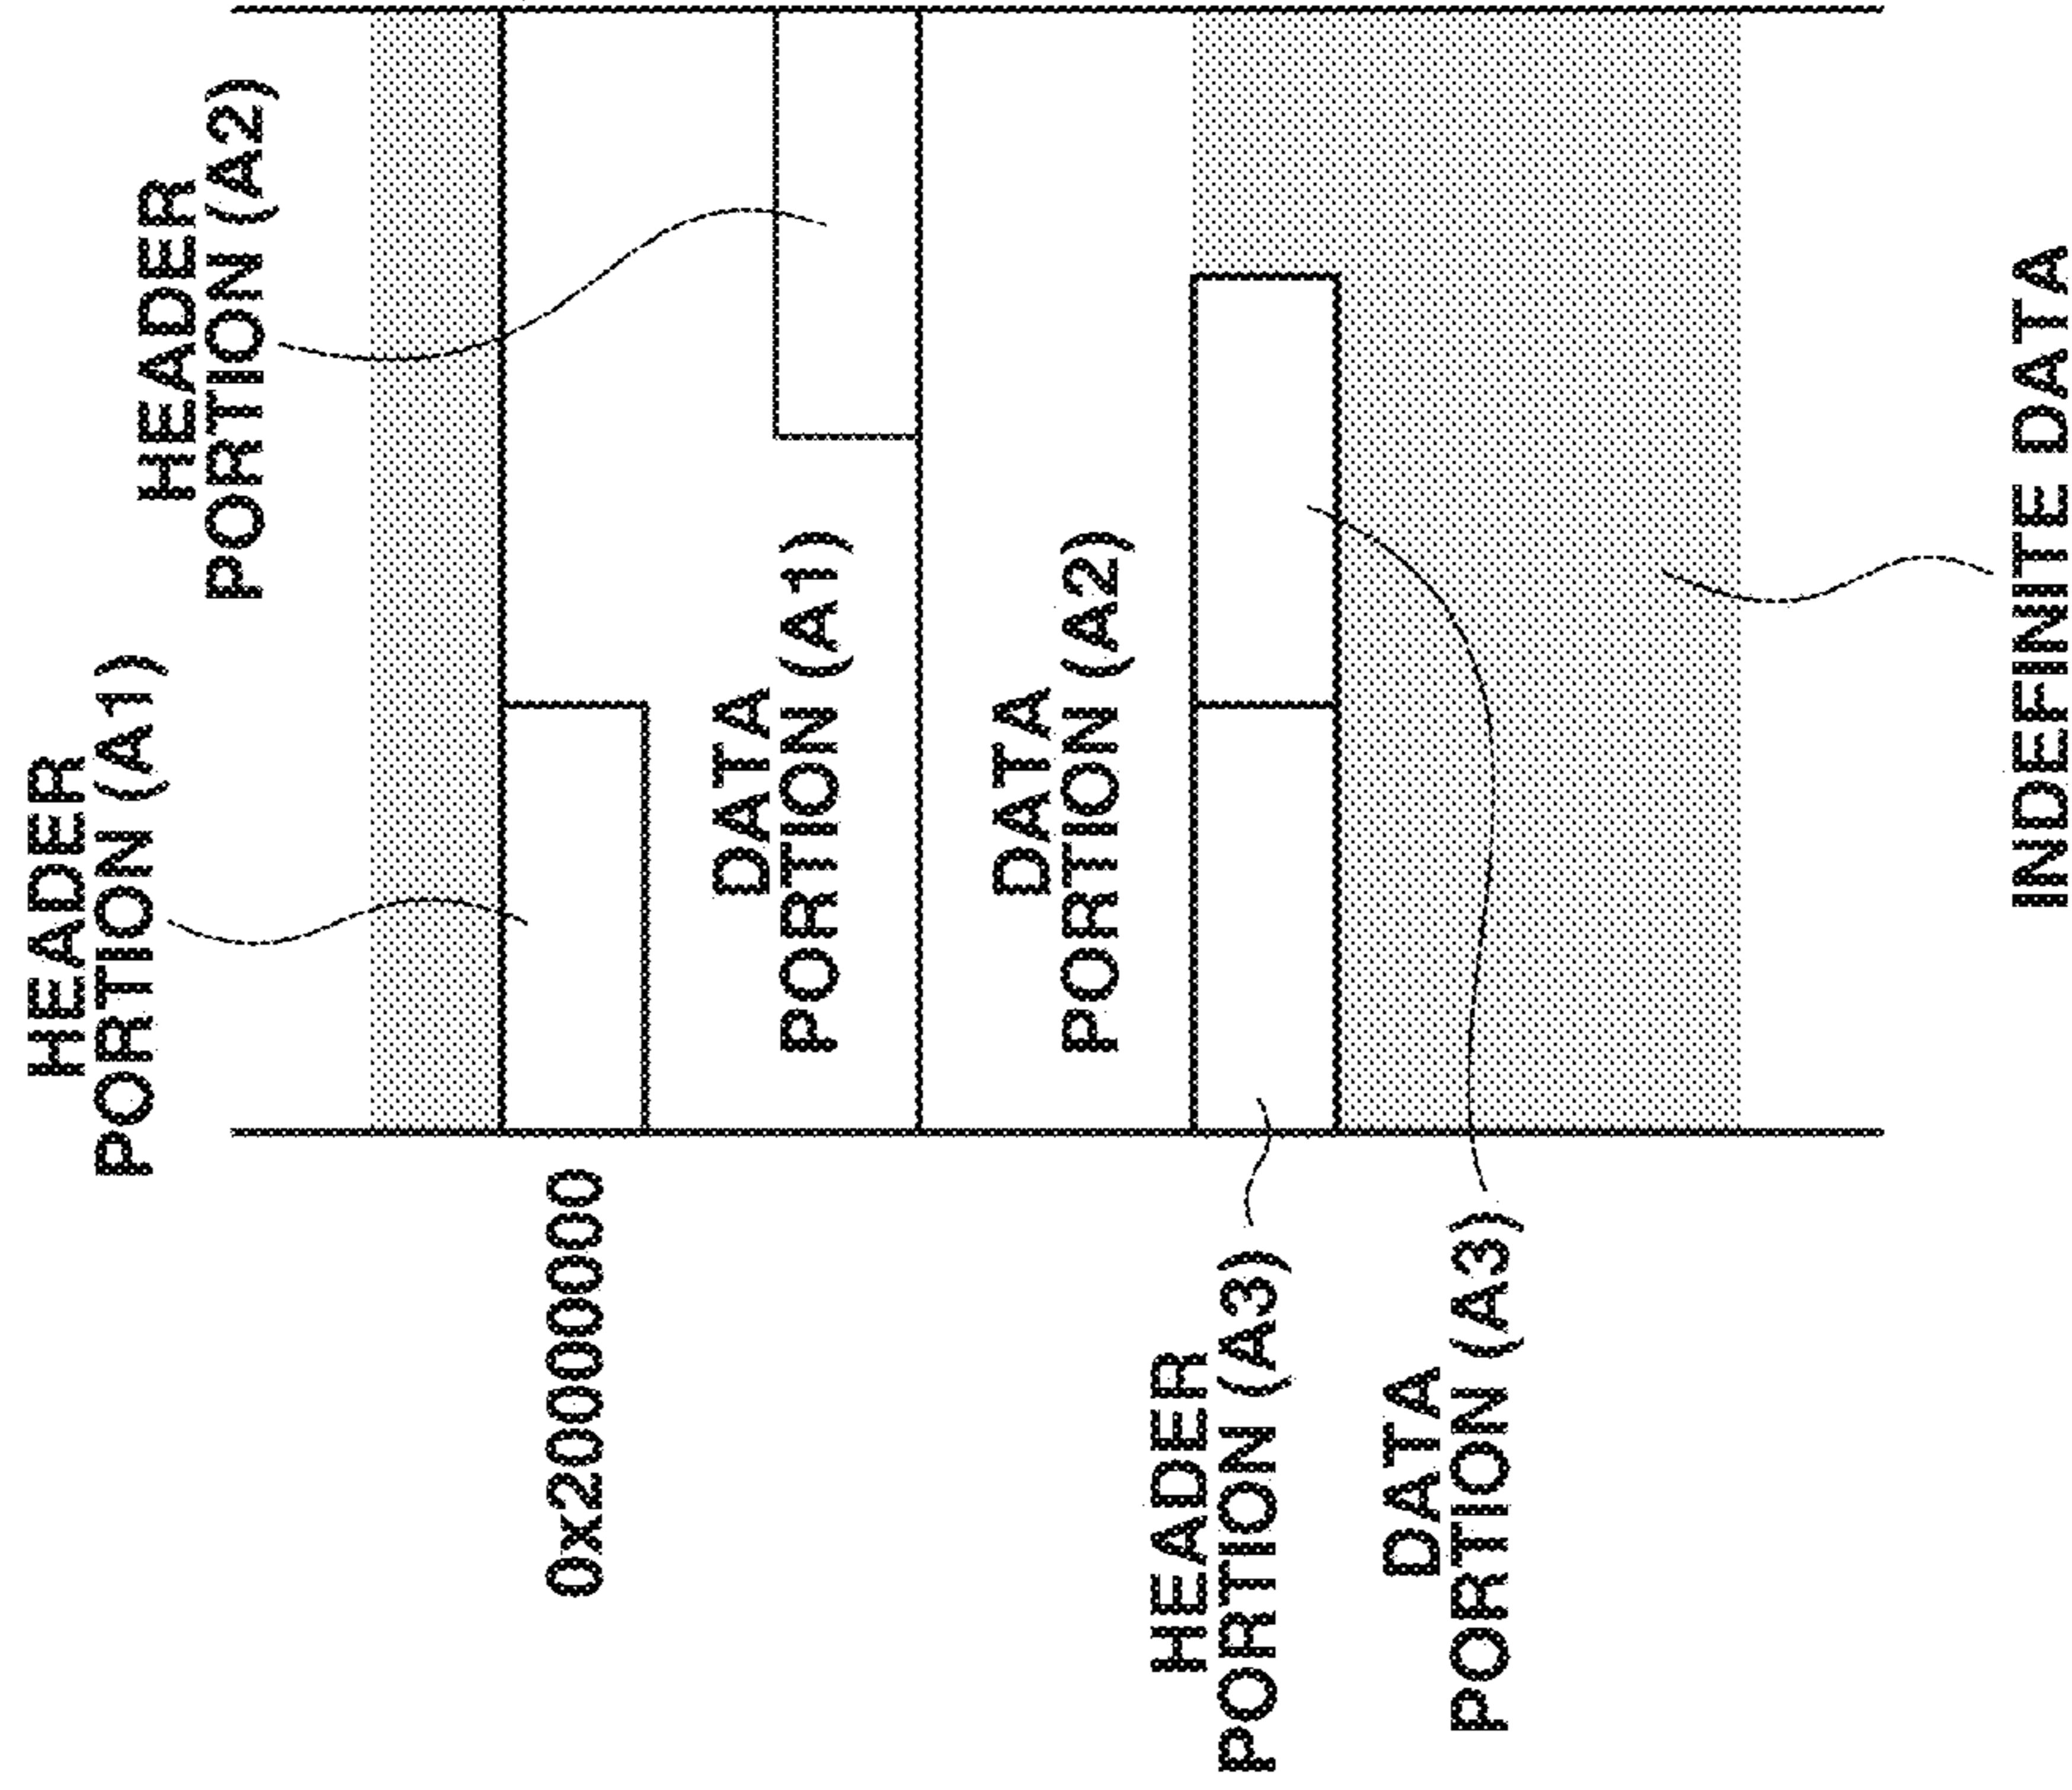 HEADER
PORTION (A1)
HEADER
PORTION (A2)
0x20000000
DATA
PORTION (A1)
DATA
PORTION (A2)
HEADER
PORTION (A3)
DATA
PORTION (A3)
INDEFINITE DATA